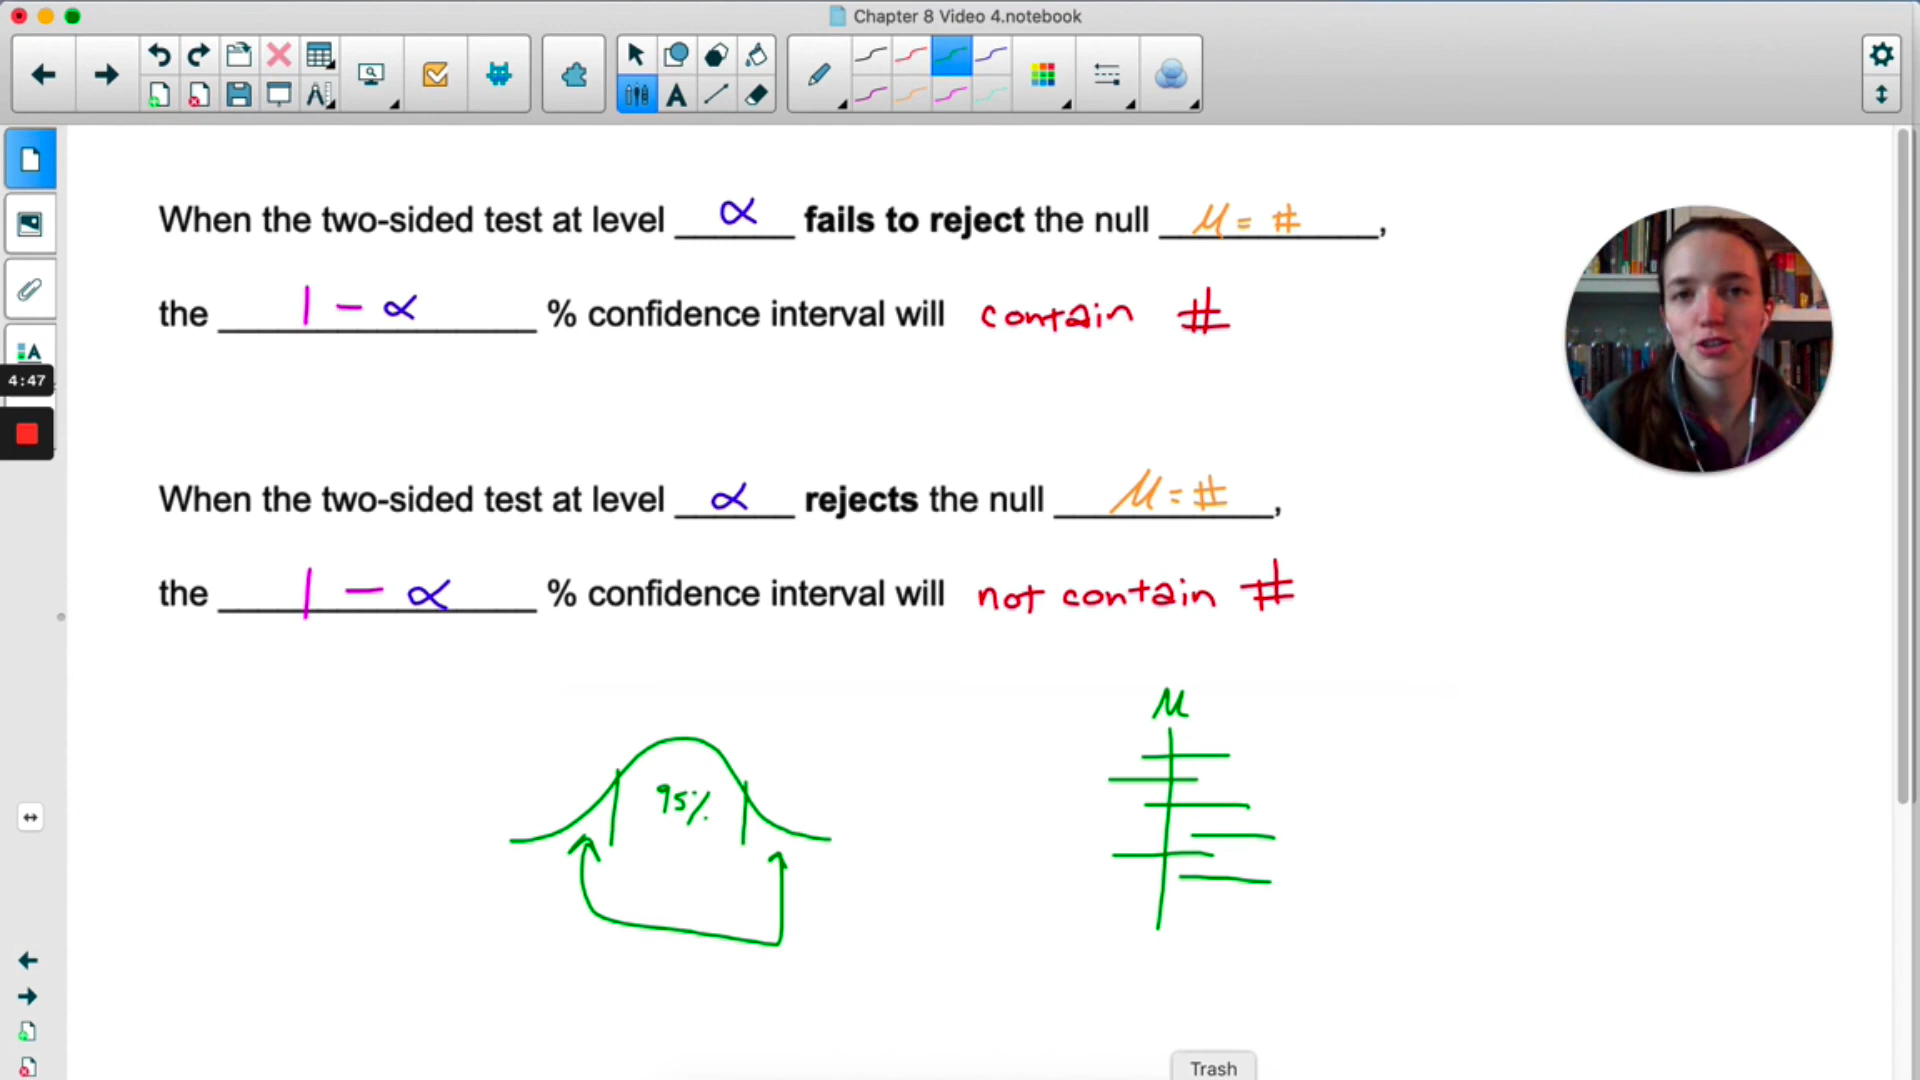 Chapter 8 Video 4.notebook
When the two-sided test at level α fails to reject the null μ = #,
the 1 - α % confidence interval will contain #
4:47
When the two-sided test at level α rejects the null μ = #,
the 1 - α % confidence interval will not contain #
μ
95%
Trash